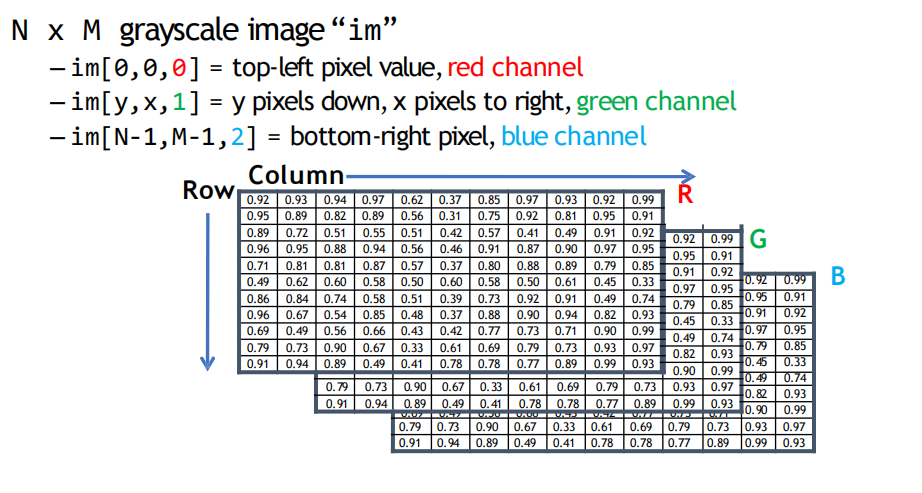 N x M grayscale image “im”
– im[0,0,0] = top-left pixel value, red channel
– im[y,x,1] = y pixels down, x pixels to right, green channel
– im[N-1,M-1,2] = bottom-right pixel, blue channel
Column
Row
R
0.92 0.93 0.94 0.97 0.62 0.37 0.85 0.97 0.93 0.92 0.99
0.95 0.89 0.82 0.89 0.56 0.31 0.75 0.92 0.81 0.95 0.91
0.89 0.72 0.51 0.55 0.51 0.42 0.57 0.41 0.49 0.91 0.92
0.96 0.95 0.88 0.94 0.56 0.46 0.91 0.87 0.90 0.97 0.95
0.71 0.81 0.81 0.87 0.57 0.37 0.80 0.88 0.89 0.79 0.85
0.49 0.62 0.60 0.58 0.50 0.60 0.58 0.50 0.61 0.45 0.33
0.86 0.84 0.74 0.58 0.51 0.39 0.73 0.92 0.91 0.49 0.74
0.96 0.67 0.54 0.85 0.48 0.37 0.88 0.90 0.94 0.82 0.93
0.69 0.49 0.56 0.66 0.43 0.42 0.77 0.73 0.71 0.90 0.99
0.79 0.73 0.90 0.67 0.33 0.61 0.69 0.79 0.73 0.93 0.97
0.91 0.94 0.89 0.49 0.41 0.78 0.78 0.77 0.89 0.99 0.93
G
0.92 0.99
0.95 0.91
0.91 0.92
0.97 0.95
0.79 0.85
0.45 0.33
0.49 0.74
0.82 0.93
0.90 0.99
0.79 0.73 0.90 0.67 0.33 0.61 0.69 0.79 0.73 0.93 0.97
0.91 0.94 0.89 0.49 0.41 0.78 0.78 0.77 0.89 0.99 0.93
B
0.92 0.99
0.95 0.91
0.91 0.92
0.97 0.95
0.79 0.85
0.45 0.33
0.49 0.74
0.82 0.93
0.90 0.99
0.79 0.73 0.90 0.67 0.33 0.61 0.69 0.79 0.73 0.93 0.97
0.91 0.94 0.89 0.49 0.41 0.78 0.78 0.77 0.89 0.99 0.93